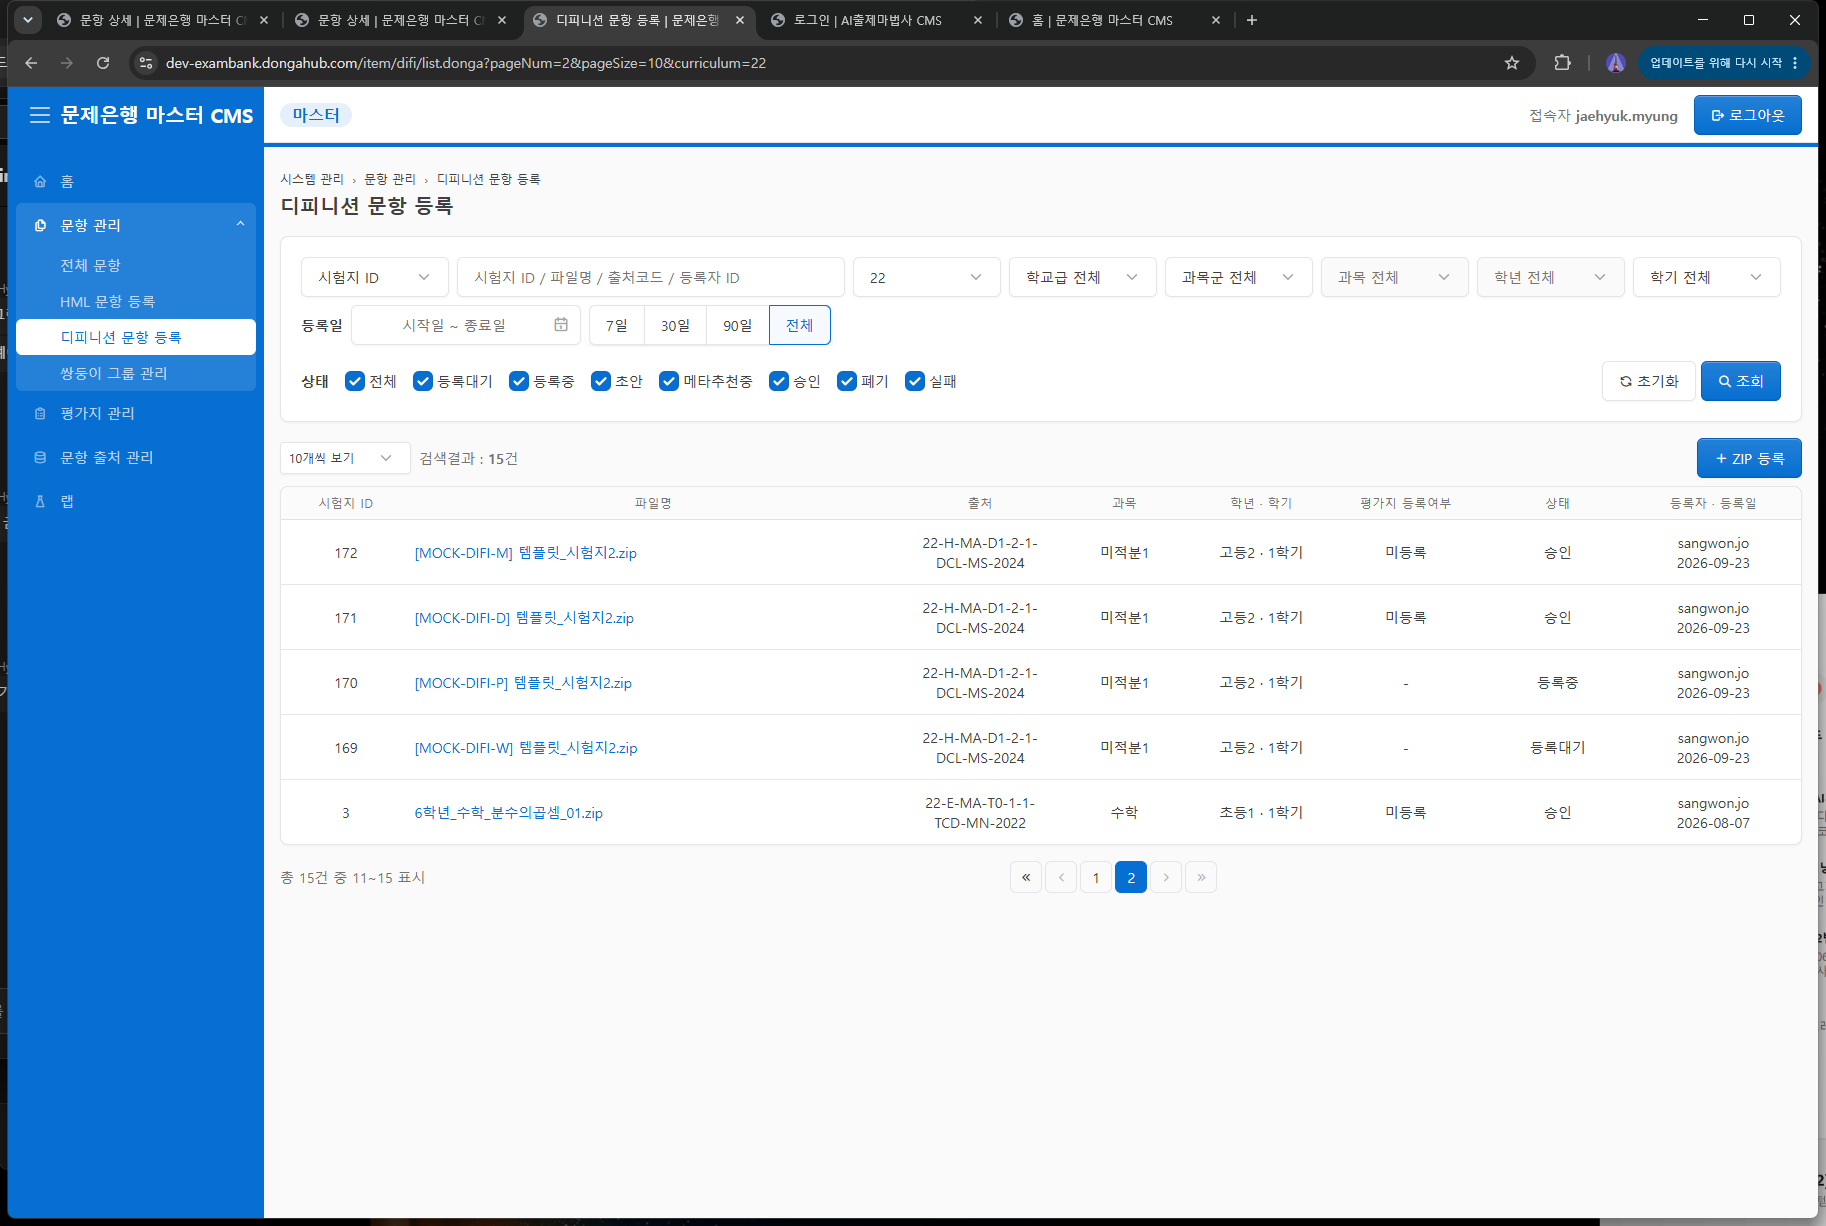 문항 상세 | 문제은행 마스터 C
문항 상세 | 문제은행 마스터 C
디피니션 문항 등록 | 문제은행
로그인 | AI출제마법사 CMS
홈 | 문제은행 마스터 CMS
dev-exambank.dongahub.com/item/difi/list.donga?pageNum=2&pageSize=10&curriculum=22
업데이트를 위해 다시 시작
문제은행 마스터 CMS
마스터
접속자 jaehyuk.myung
로그아웃
홈
문항 관리
전체 문항
HML 문항 등록
디피니션 문항 등록
쌍둥이 그룹 관리
평가지 관리
문항 출처 관리
랩
시스템 관리 › 문항 관리 › 디피니션 문항 등록
디피니션 문항 등록
시험지 ID
시험지 ID / 파일명 / 출처코드 / 등록자 ID
22
학교급 전체
과목군 전체
과목 전체
학년 전체
학기 전체
등록일 시작일 ~ 종료일 7일 30일 90일 전체
상태 전체 등록대기 등록중 초안 메타추천중 승인 폐기 실패
초기화
조회
10개씩 보기
검색결과 : 15건
+ ZIP 등록
시험지 ID 파일명 출처 과목 학년 · 학기 평가지 등록여부 상태 등록자 · 등록일
172 [MOCK-DIFI-M] 템플릿_시험지2.zip 22-H-MA-D1-2-1- 미적분1 고등2 · 1학기 미등록 승인 sangwon.jo
DCL-MS-2024 2026-09-23
171 [MOCK-DIFI-D] 템플릿_시험지2.zip 22-H-MA-D1-2-1- 미적분1 고등2 · 1학기 미등록 승인 sangwon.jo
DCL-MS-2024 2026-09-23
170 [MOCK-DIFI-P] 템플릿_시험지2.zip 22-H-MA-D1-2-1- 미적분1 고등2 · 1학기 - 등록중 sangwon.jo
DCL-MS-2024 2026-09-23
169 [MOCK-DIFI-W] 템플릿_시험지2.zip 22-H-MA-D1-2-1- 미적분1 고등2 · 1학기 - 등록대기 sangwon.jo
DCL-MS-2024 2026-09-23
3 6학년_수학_분수의곱셈_01.zip 22-E-MA-T0-1-1- 수학 초등1 · 1학기 미등록 승인 sangwon.jo
TCD-MN-2022 2026-08-07
총 15건 중 11~15 표시
« ‹ 1 2 › »